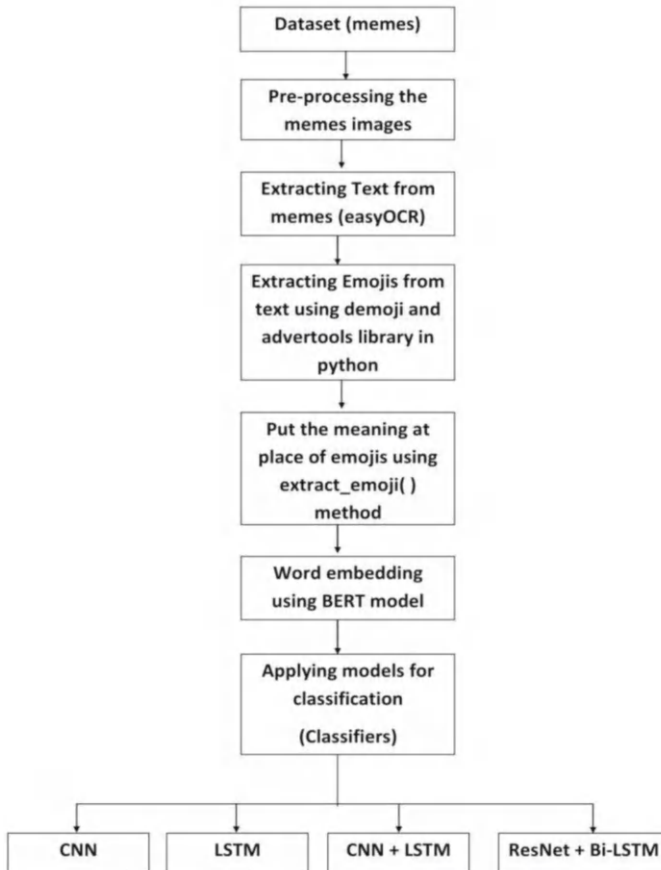 Dataset (memes)
Pre-processing the
memes images
Extracting Text from
memes (easyOCR)
Extracting Emojis from
text using demoji and
advertools library in
python
Put the meaning at
place of emojis using
extract_emoji( )
method
Word embedding
using BERT model
Applying models for
classification
(Classifiers)
CNN
LSTM
CNN + LSTM
ResNet + Bi-LSTM